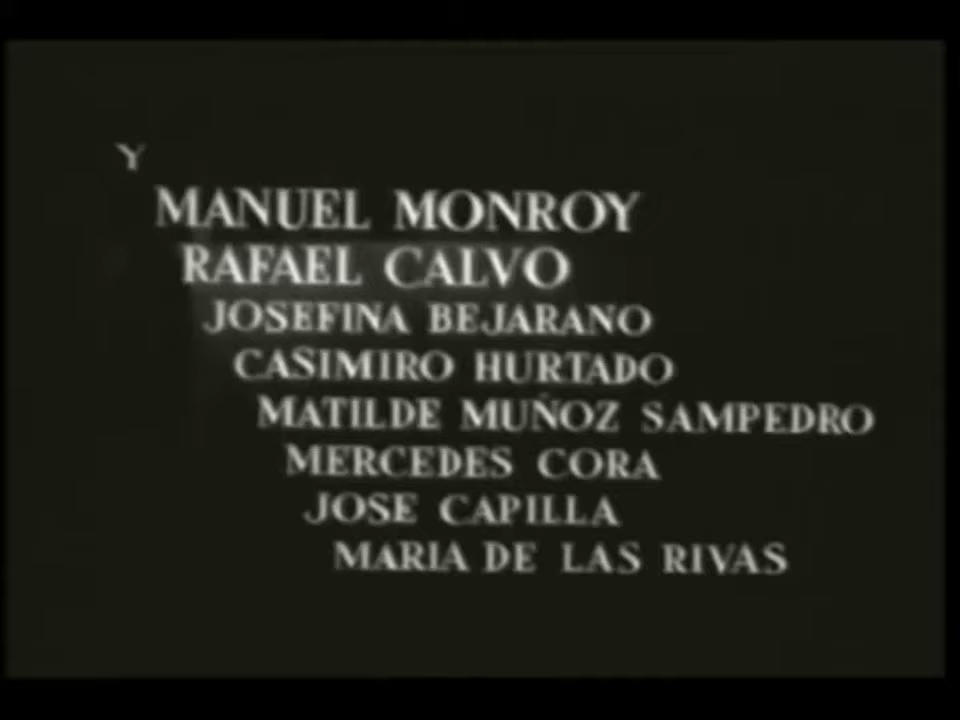 Y
MANUEL MONROY
RAFAEL CALVO
JOSEFINA BEJARANO
CASIMIRO HURTADO
MATILDE MUÑOZ SAMPEDRO
MERCEDES CORA
JOSE CAPILLA
MARIA DE LAS RIVAS